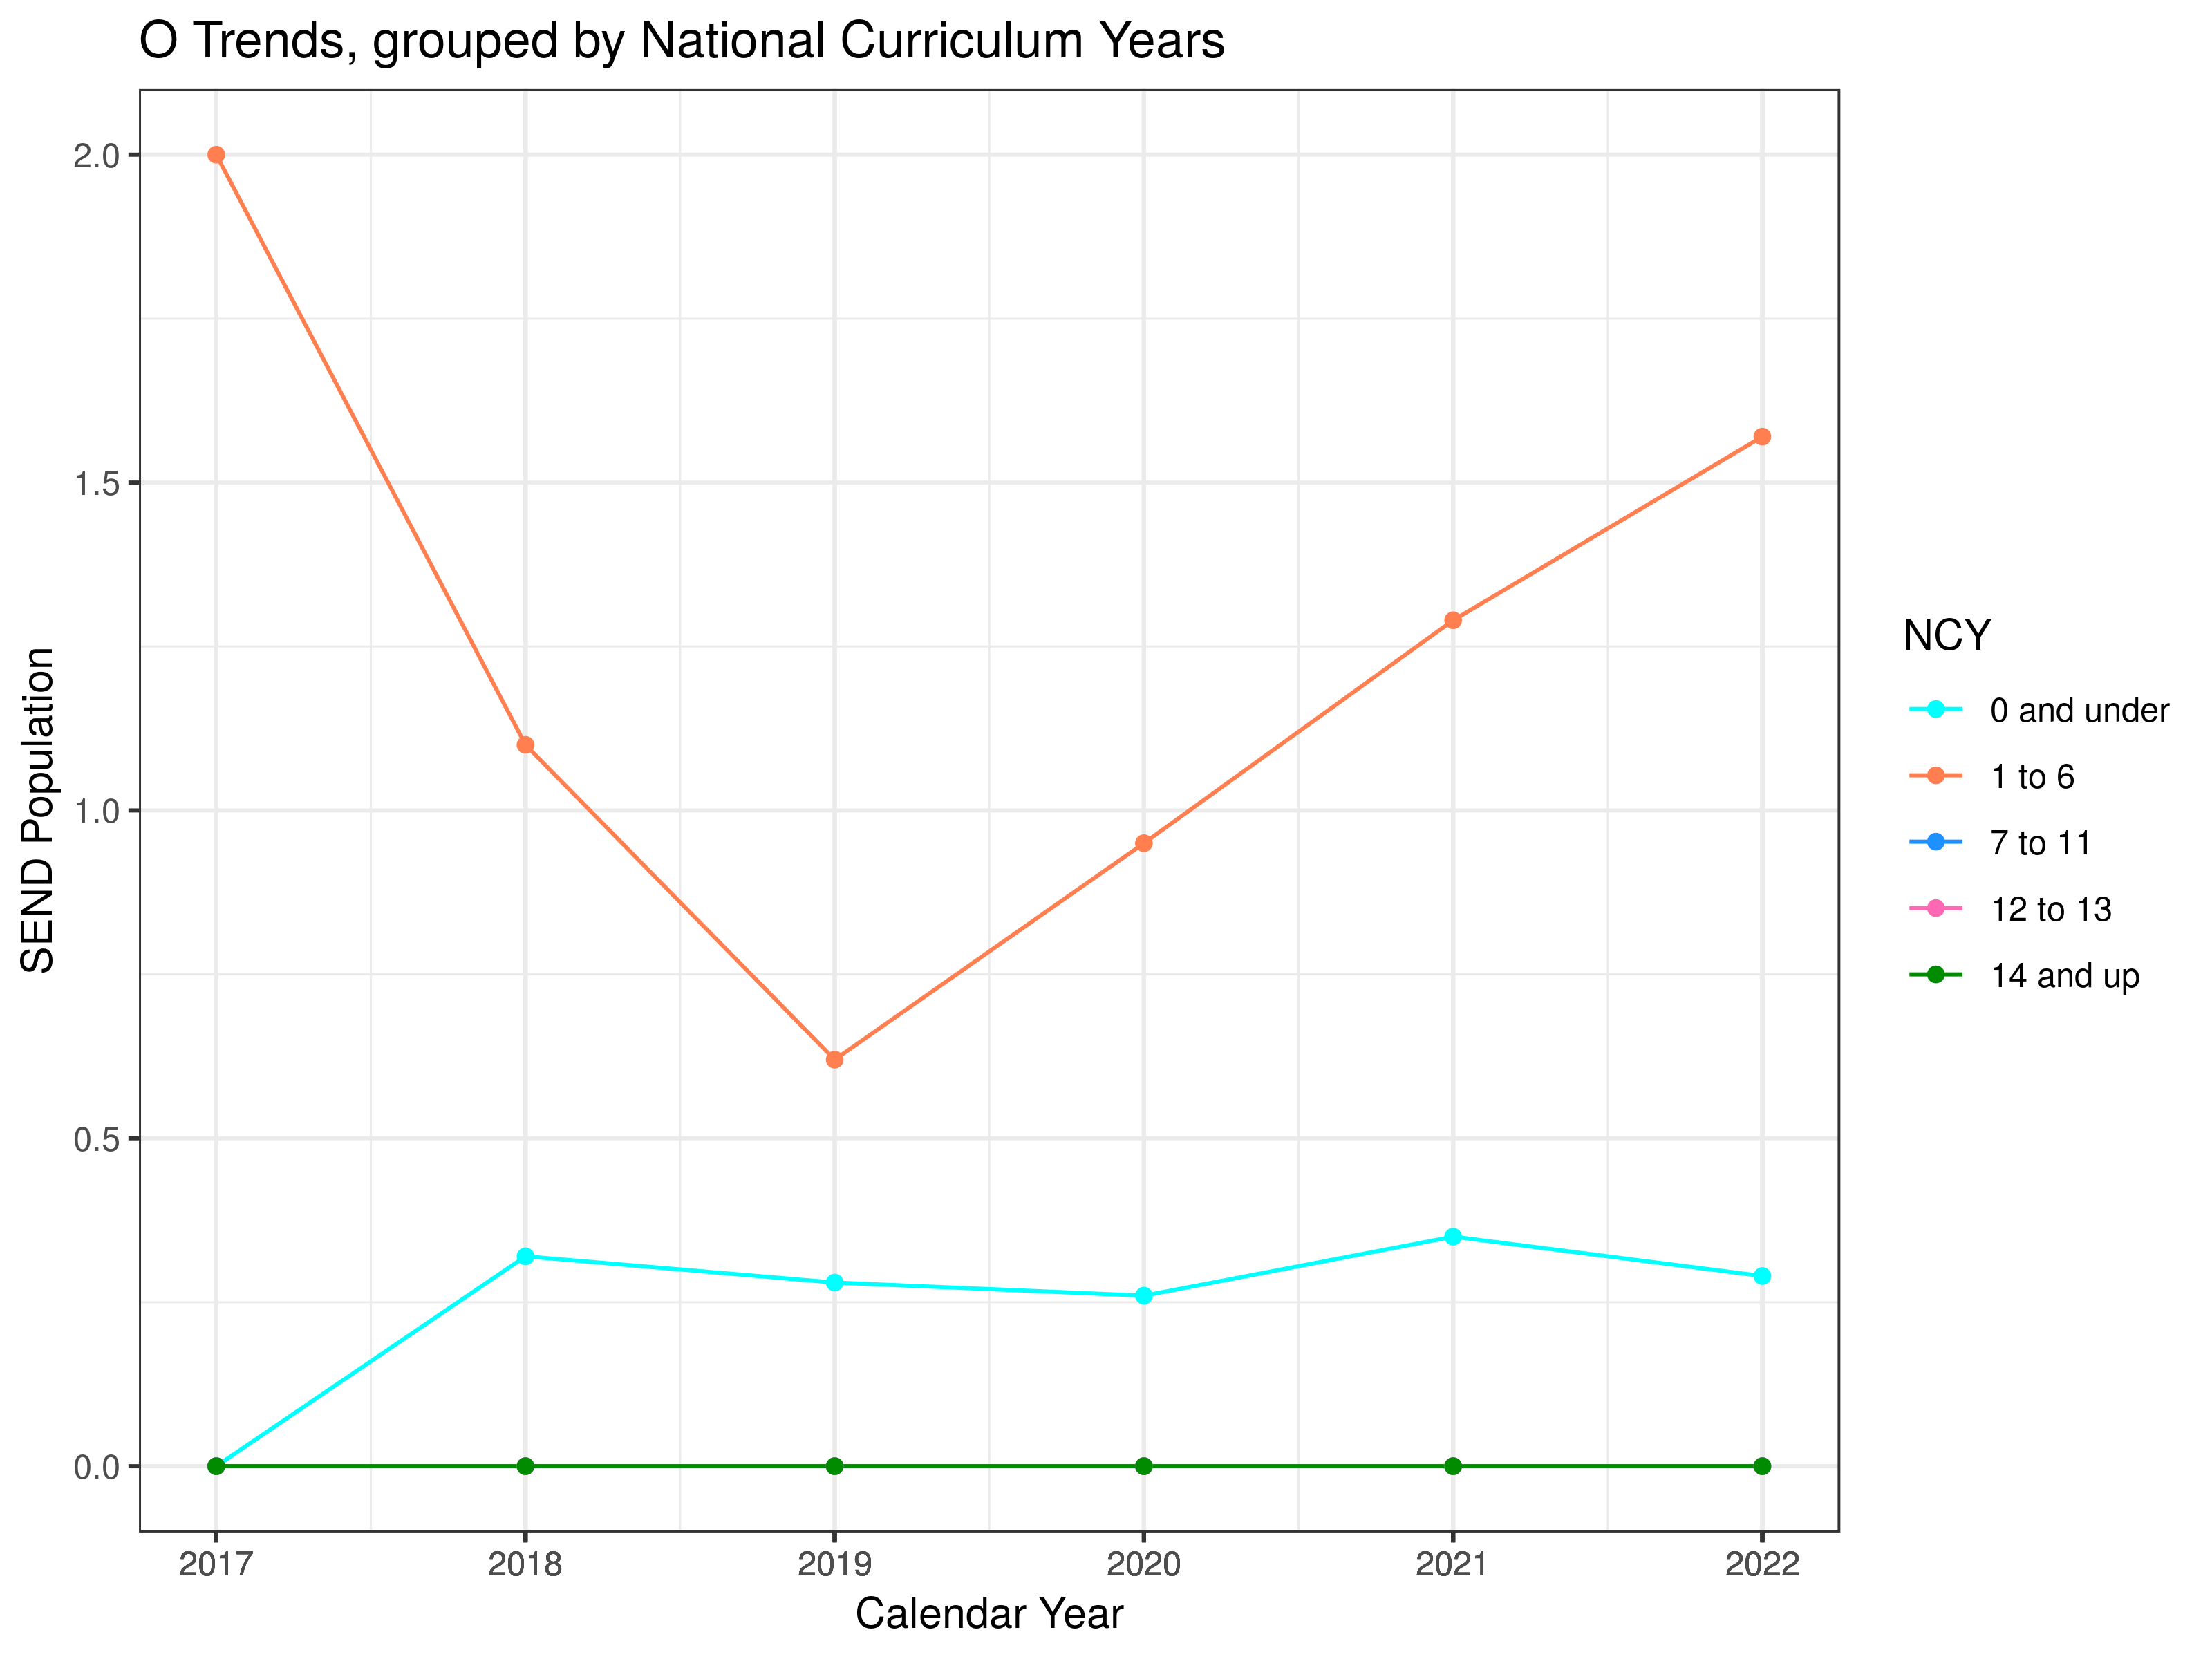 O Trends, grouped by National Curriculum Years
2.0
1.5
1.0
0.5
0.0
SEND Population
2017 2018 2019 2020 2021 2022
Calendar Year
NCY
0 and under
1 to 6
7 to 11
12 to 13
14 and up